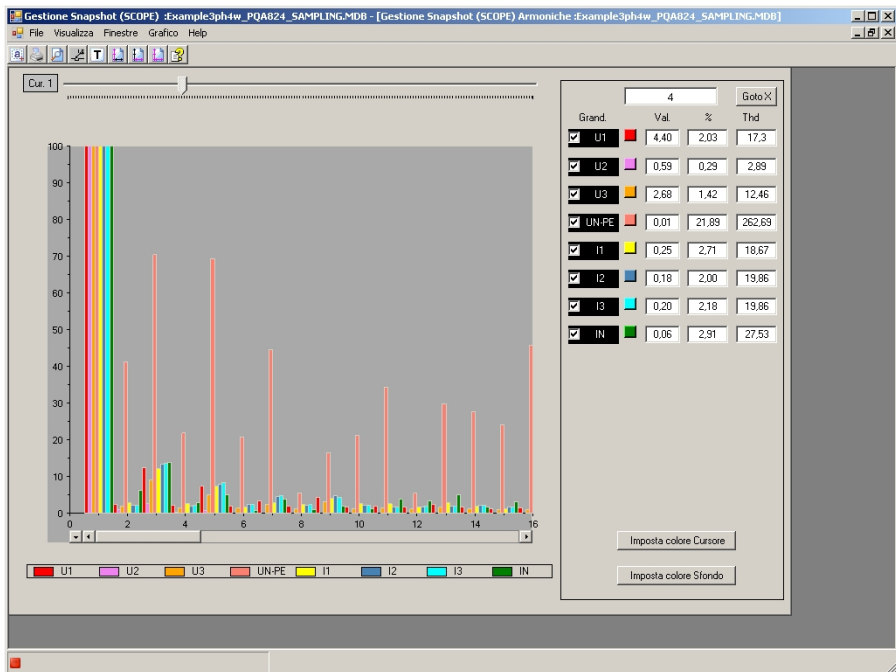 Gestione Snapshot (SCOPE) :Example3ph4w_PQA824_SAMPLING.MDB - [Gestione Snapshot (SCOPE) Armoniche :Example3ph4w_PQA824_SAMPLING.MDB]
File Visualizza Finestre Grafico Help
a T
Cur. 1
4 Goto X
Grand. Val. % Thd
U1 4,40 2,03 17,3
U2 0,59 0,29 2,89
U3 2,68 1,42 12,46
UN-PE 0,01 21,89 262,69
I1 0,25 2,71 18,67
I2 0,18 2,00 19,86
I3 0,20 2,18 19,86
IN 0,06 2,91 27,53
100
90
80
70
60
50
40
30
20
10
0
0 2 4 6 8 10 12 14 16
U1 U2 U3 UN-PE I1 I2 I3 IN
Imposta colore Cursore
Imposta colore Sfondo